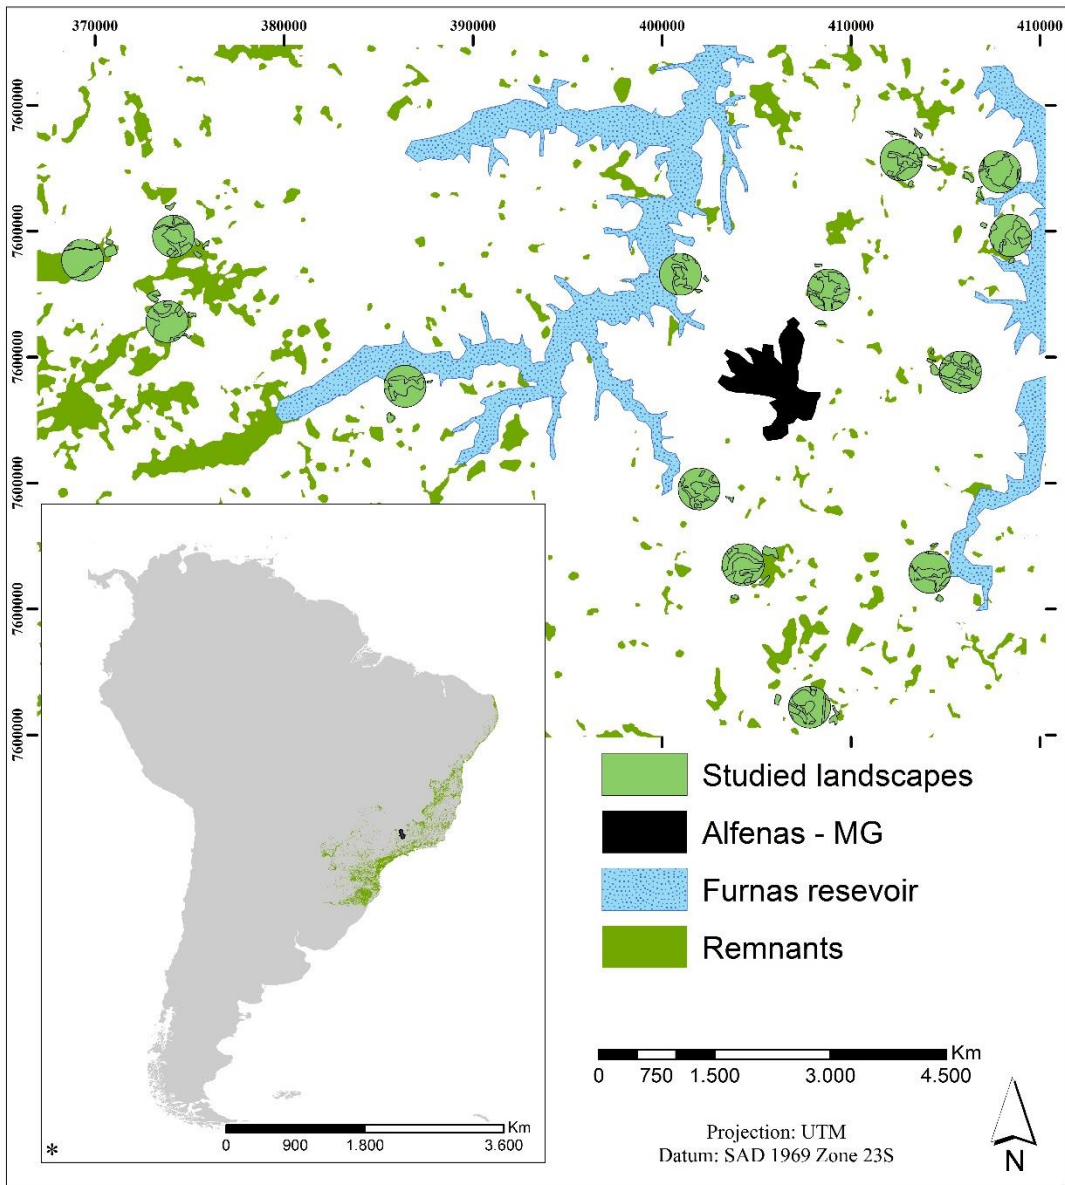 370000 380000 390000 400000 410000 410000
7600000
7600000
7600000
7600000
7600000
7600000
Studied landscapes
Alfenas - MG
Furnas resevoir
Remnants
Km
0 750 1.500 3.000 4.500
Km
0 900 1.800 3.600
*
Projection: UTM
Datum: SAD 1969 Zone 23S
N